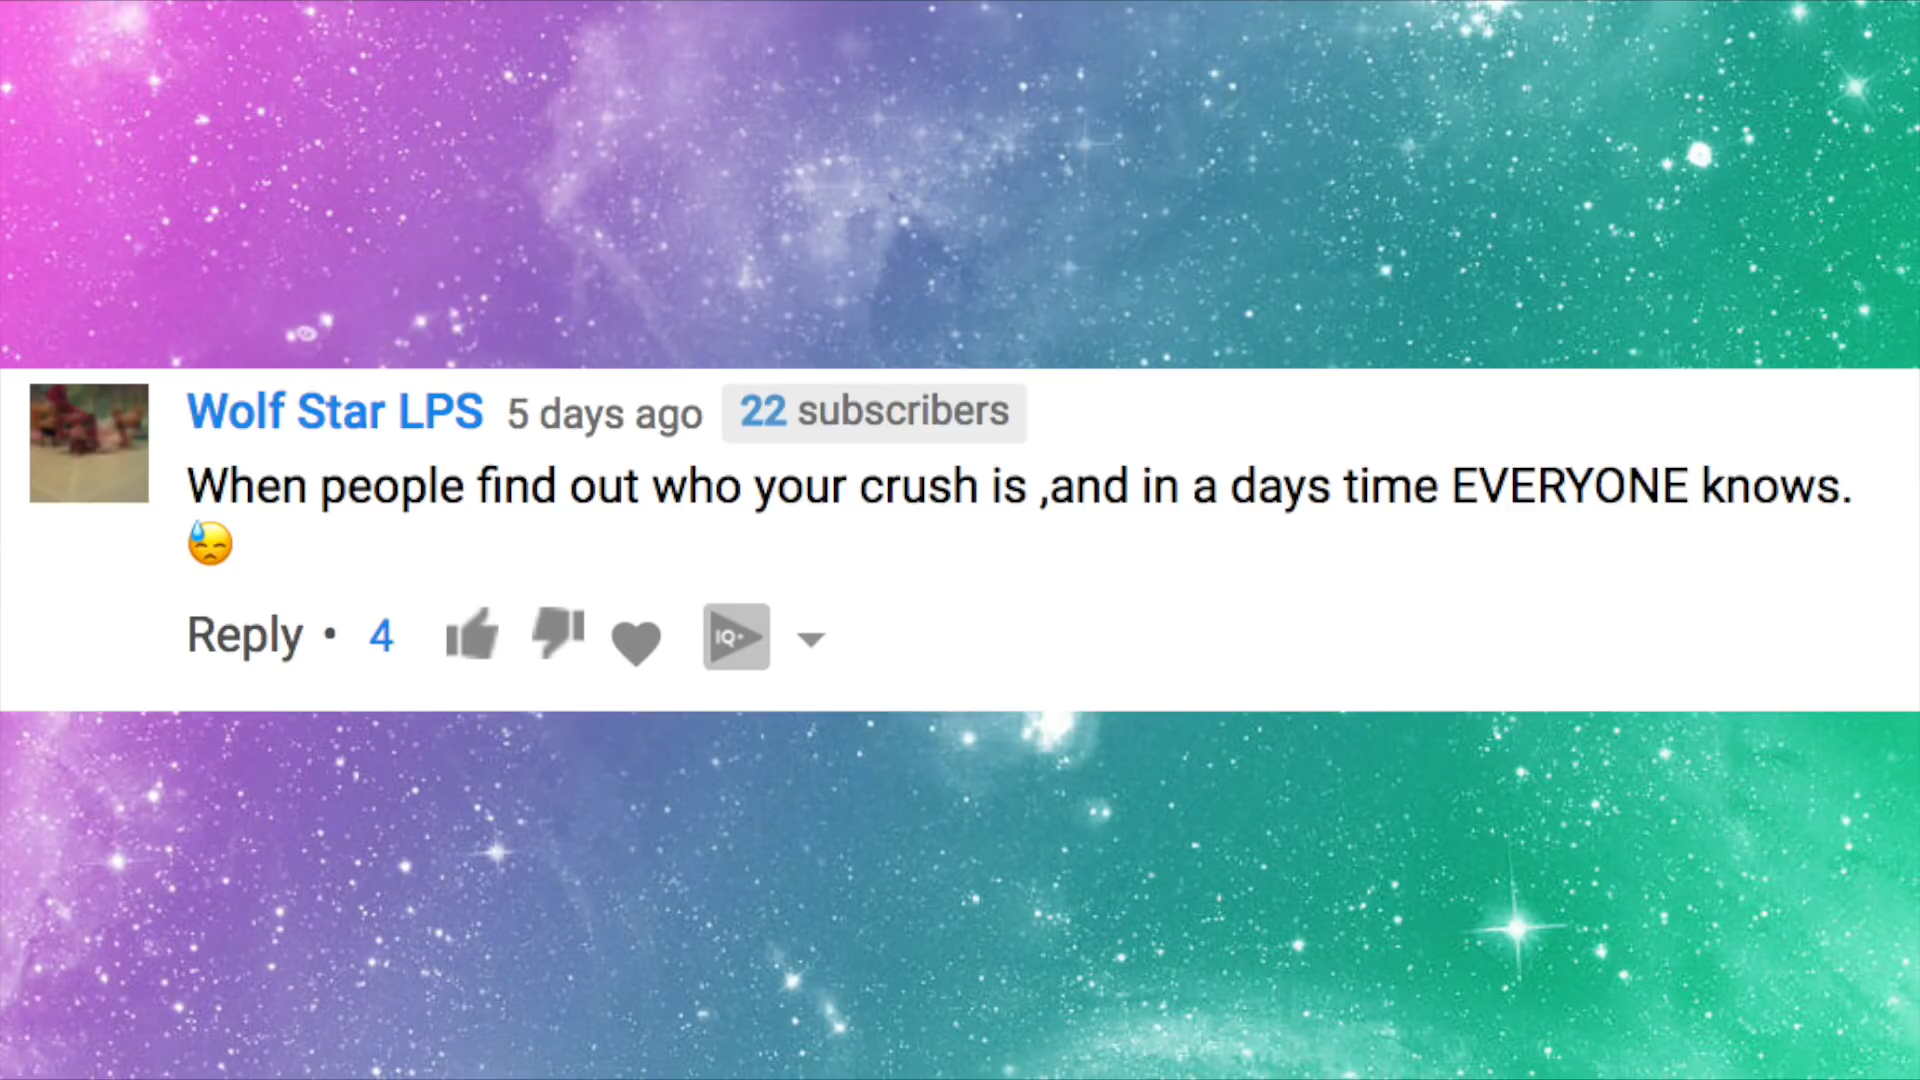 Wolf Star LPS 5 days ago 22 subscribers
When people find out who your crush is ,and in a days time EVERYONE knows.
😓
Reply • 4 IQ+